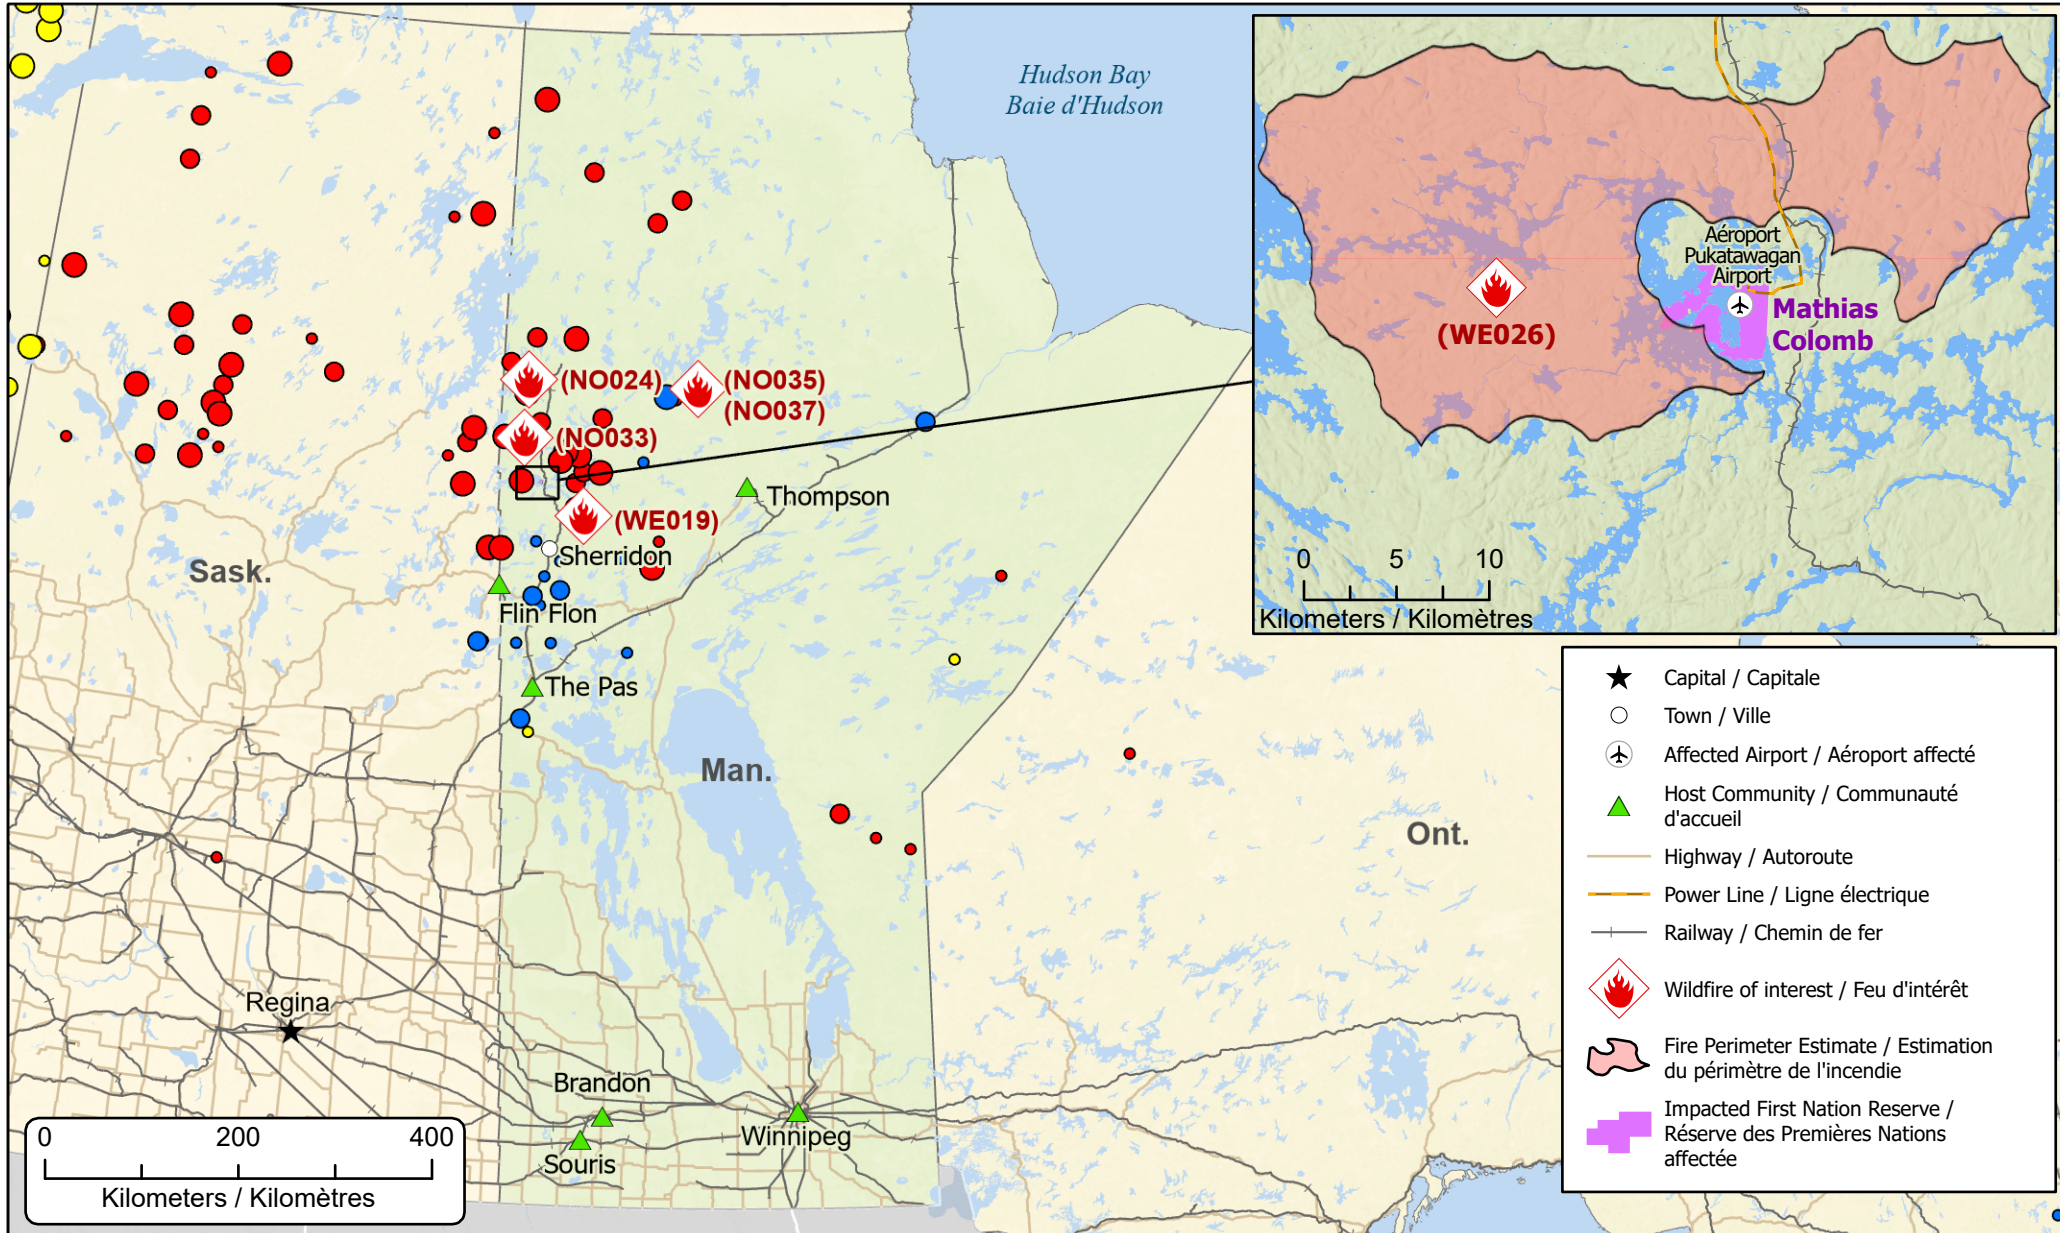 Hudson Bay
Baie d'Hudson
(NO024)
(NO035)
(NO037)
(NO033)
(WE019)
Thompson
Sherridon
Flin Flon
The Pas
Sask.
Man.
Ont.
Regina
Brandon
Souris
Winnipeg
0 200 400
Kilometers / Kilomètres
Aéroport
Pukatawagan
Airport
(WE026)
Mathias
Colomb
0 5 10
Kilometers / Kilomètres
Capital / Capitale
Town / Ville
Affected Airport / Aéroport affecté
Host Community / Communauté
d'accueil
Highway / Autoroute
Power Line / Ligne électrique
Railway / Chemin de fer
Wildfire of interest / Feu d'intérêt
Fire Perimeter Estimate / Estimation
du périmètre de l'incendie
Impacted First Nation Reserve /
Réserve des Premières Nations
affectée